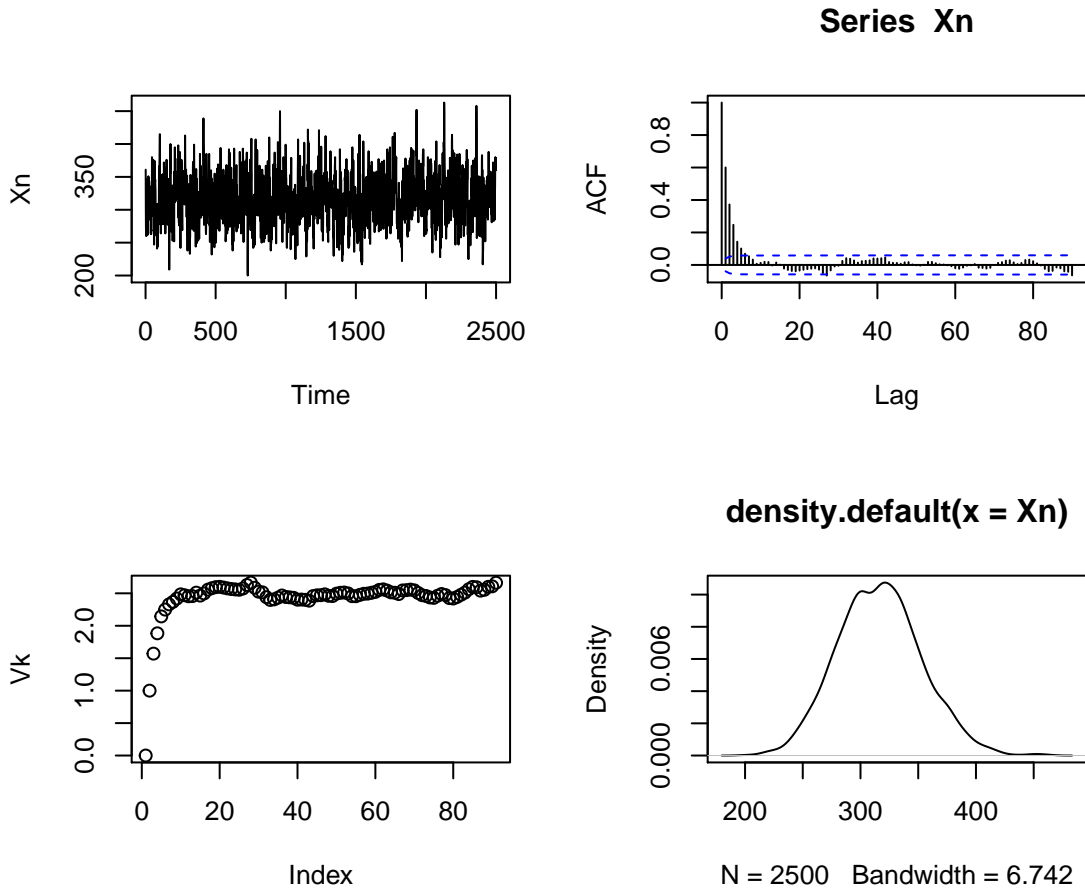 Xn
200
350
0
500
1500
2500
Time
Series  Xn
ACF
0.0
0.4
0.8
0
20
40
60
80
Lag
Vk
0.0
1.0
2.0
0
20
40
60
80
Index
density.default(x = Xn)
Density
0.000
0.006
200
300
400
N = 2500   Bandwidth = 6.742